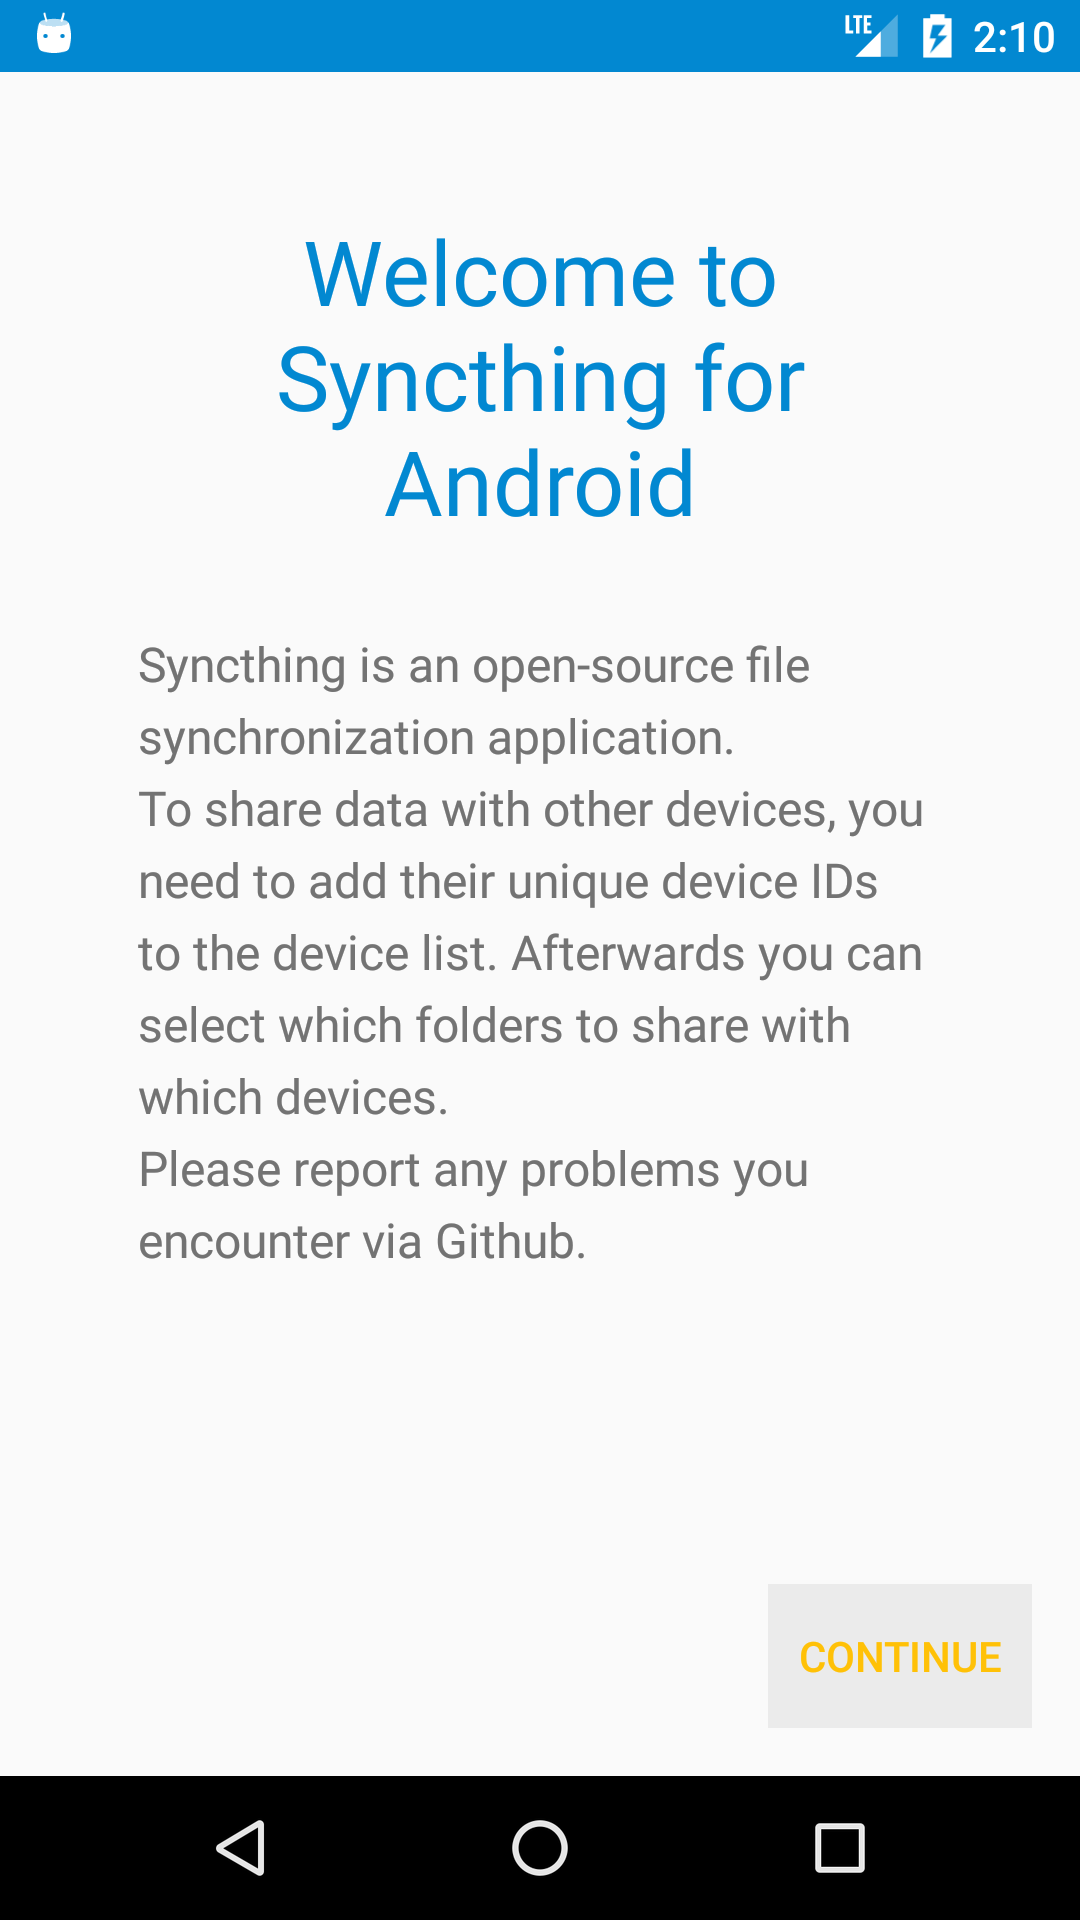 LTE 2:10
Welcome to
Syncthing for
Android
Syncthing is an open-source file
synchronization application.
To share data with other devices, you
need to add their unique device IDs
to the device list. Afterwards you can
select which folders to share with
which devices.
Please report any problems you
encounter via Github.
CONTINUE